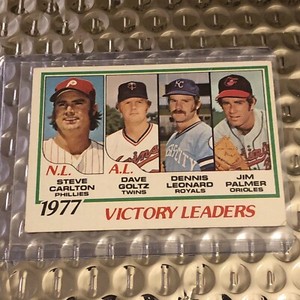 N.L.
STEVE
CARLTON
PHILLIES
A.L.
DAVE
GOLTZ
TWINS
DENNIS
LEONARD
ROYALS
JIM
PALMER
ORIOLES
1977 VICTORY LEADERS